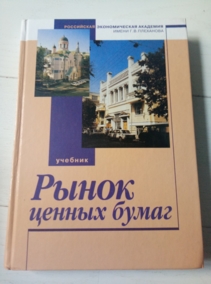 РОССИЙСКАЯ ЭКОНОМИЧЕСКАЯ АКАДЕМИЯ
ИМЕНИ Г.В.ПЛЕХАНОВА
учебник
Рынок
ценных бумаг